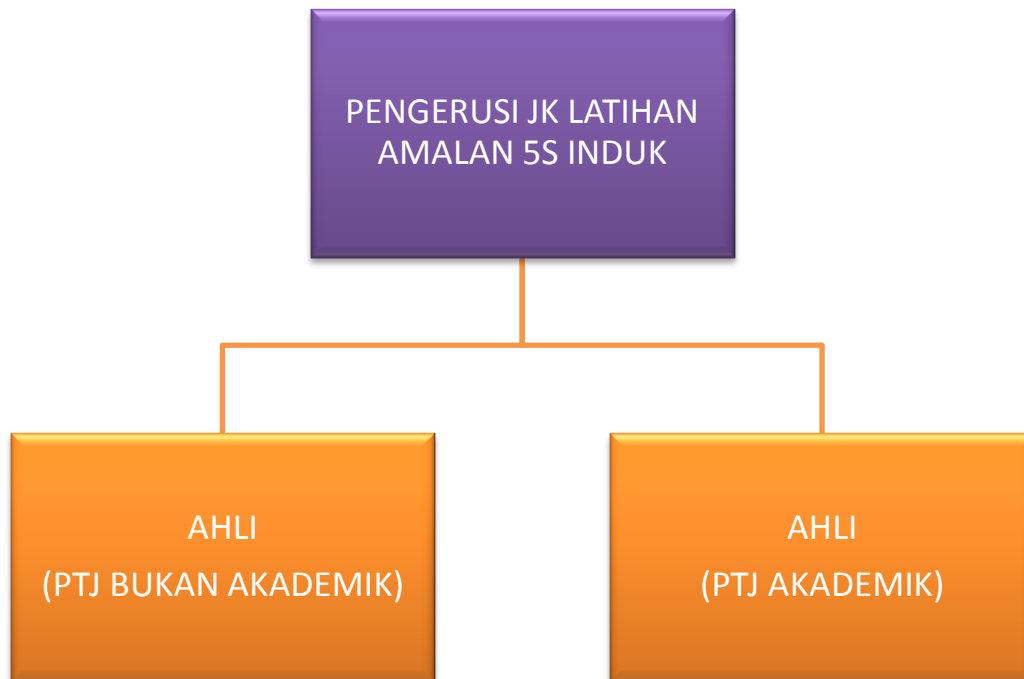 PENGERUSI JK LATIHAN
AMALAN 5S INDUK
AHLI
(PTJ BUKAN AKADEMIK)
AHLI
(PTJ AKADEMIK)